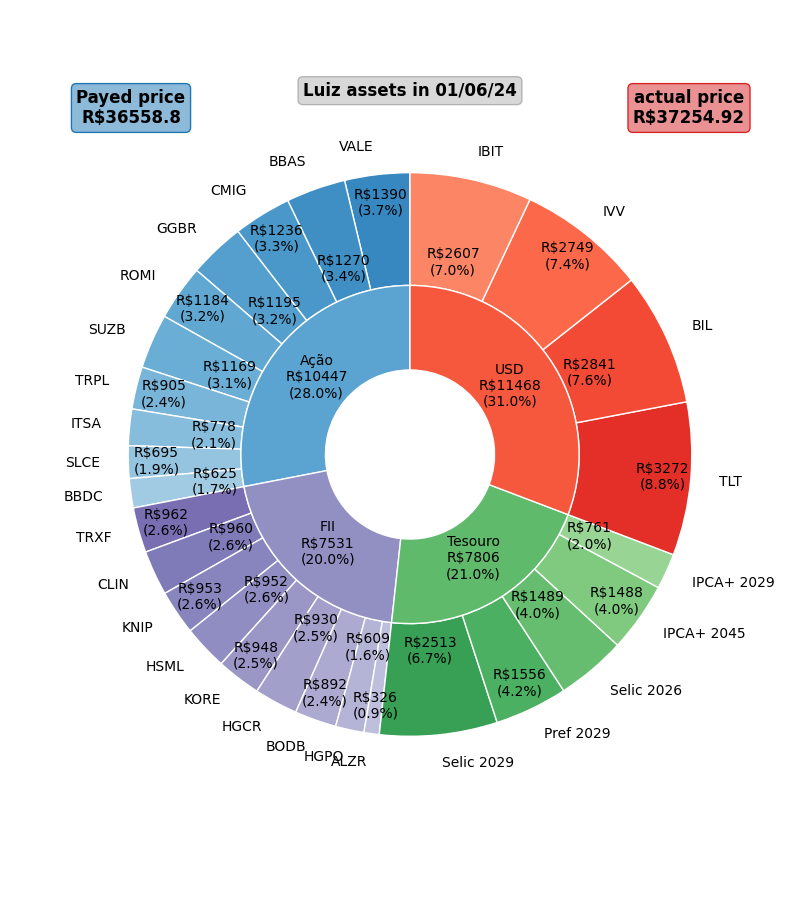 Payed price
R$36558.8
Luiz assets in 01/06/24
actual price
R$37254.92
IBIT
R$2607
(7.0%)
IVV
R$2749
(7.4%)
BIL
R$2841
(7.6%)
TLT
R$3272
(8.8%)
IPCA+ 2029
R$761
(2.0%)
IPCA+ 2045
R$1488
(4.0%)
Selic 2026
R$1489
(4.0%)
Pref 2029
R$1556
(4.2%)
Selic 2029
R$2513
(6.7%)
ALZR
R$326
(0.9%)
HGPO
R$609
(1.6%)
BODB
R$892
(2.4%)
HGCR
R$930
(2.5%)
KORE
R$948
(2.5%)
HSML
R$952
(2.6%)
KNIP
R$953
(2.6%)
CLIN
R$960
(2.6%)
TRXF
R$962
(2.6%)
BBDC
R$625
(1.7%)
SLCE
R$695
(1.9%)
ITSA
R$778
(2.1%)
TRPL
R$905
(2.4%)
SUZB
R$1169
(3.1%)
ROMI
R$1184
(3.2%)
GGBR
R$1195
(3.2%)
CMIG
R$1236
(3.3%)
BBAS
R$1270
(3.4%)
VALE
R$1390
(3.7%)
Ação
R$10447
(28.0%)
USD
R$11468
(31.0%)
FII
R$7531
(20.0%)
Tesouro
R$7806
(21.0%)